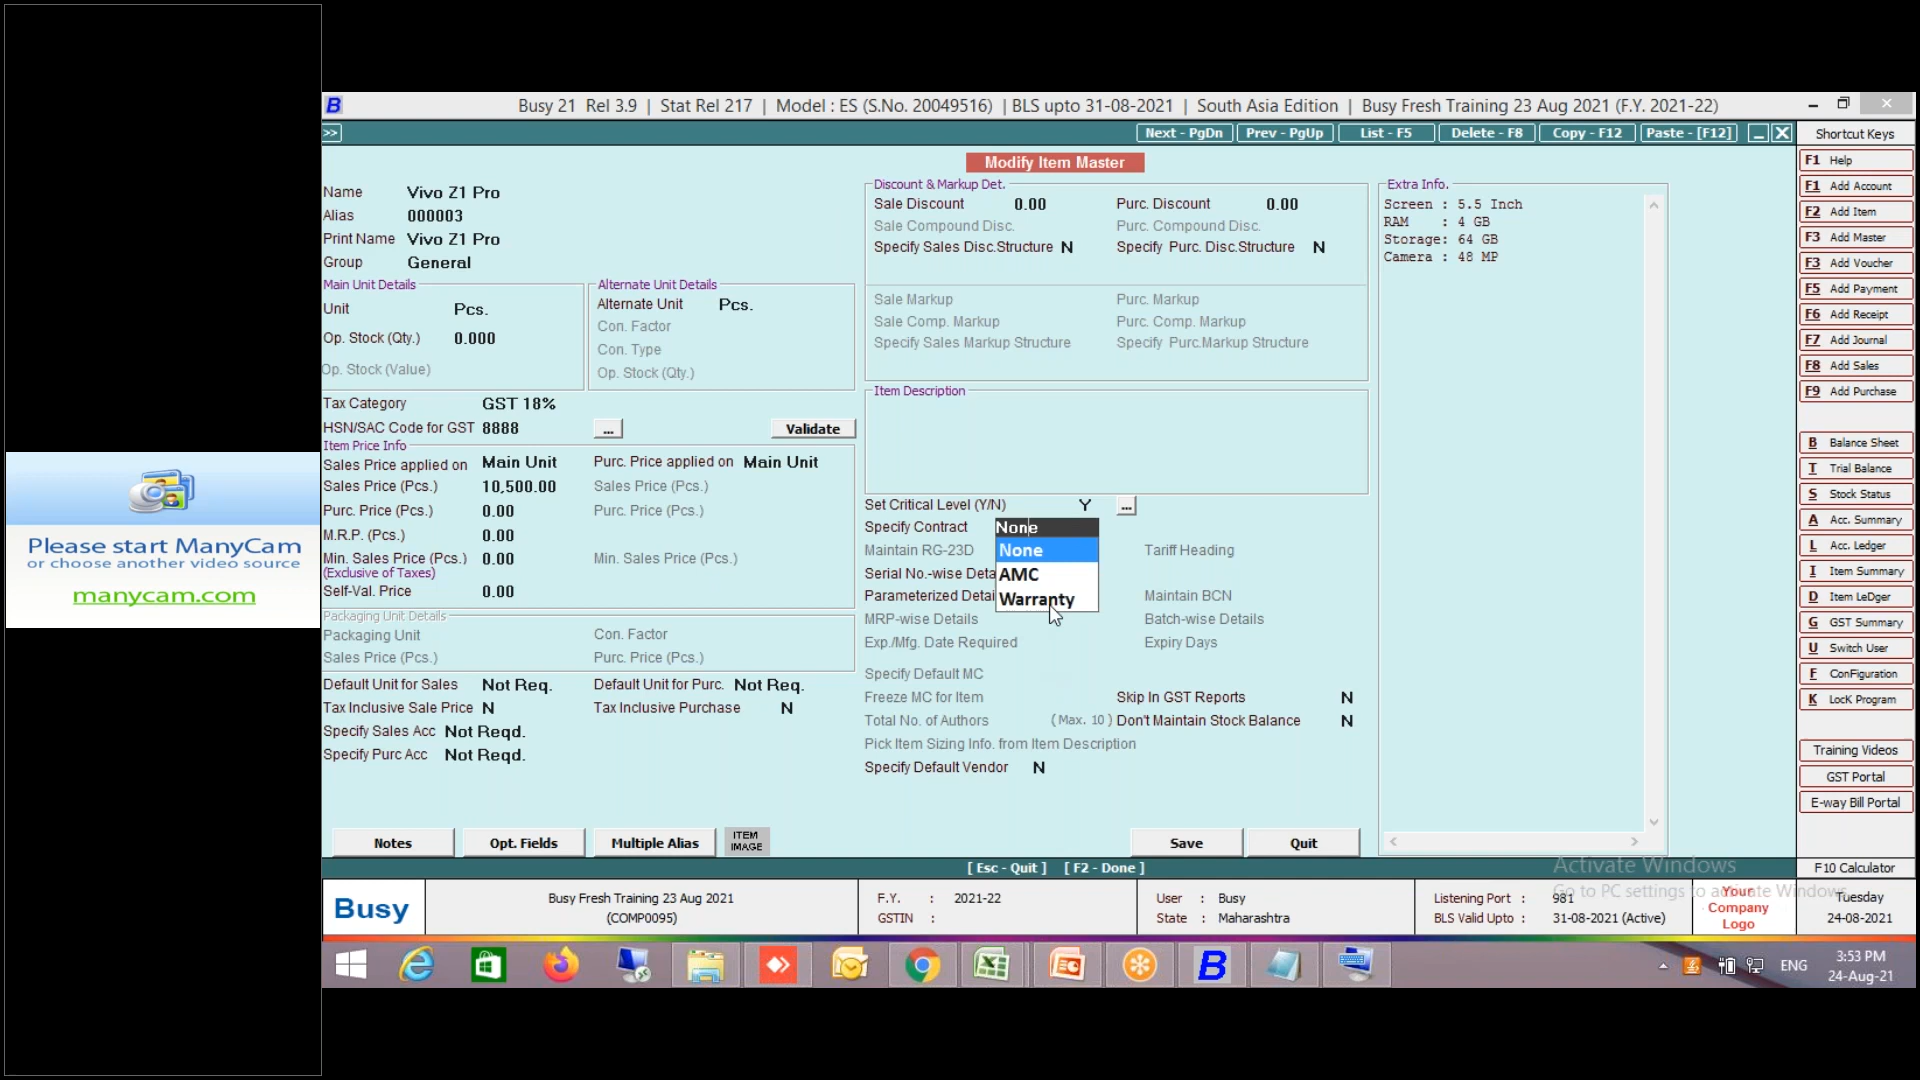 B Busy 21 Rel 3.9 | Stat Rel 217 | Model : ES (S.No. 20049516) | BLS upto 31-08-2021 | South Asia Edition | Busy Fresh Training 23 Aug 2021 (F.Y. 2021-22)
>> Next - PgDn Prev - PgUp List - F5 Delete - F8 Copy - F12 Paste - [F12]
Modify Item Master
Name Vivo Z1 Pro
Alias 000003
Print Name Vivo Z1 Pro
Group General
Main Unit Details
Unit Pcs.
Op. Stock (Qty.) 0.000
Op. Stock (Value)
Alternate Unit Details
Alternate Unit Pcs.
Con. Factor
Con. Type
Op. Stock (Qty.)
Tax Category GST 18%
HSN/SAC Code for GST 8888 ... Validate
Item Price Info
Sales Price applied on Main Unit Purc. Price applied on Main Unit
Sales Price (Pcs.) 10,500.00 Sales Price (Pcs.)
Purc. Price (Pcs.) 0.00 Purc. Price (Pcs.)
M.R.P. (Pcs.) 0.00
Min. Sales Price (Pcs.) 0.00 Min. Sales Price (Pcs.)
(Exclusive of Taxes)
Self-Val. Price 0.00
Packaging Unit Details
Packaging Unit Con. Factor
Sales Price (Pcs.) Purc. Price (Pcs.)
Default Unit for Sales Not Req. Default Unit for Purc. Not Req.
Tax Inclusive Sale Price N Tax Inclusive Purchase N
Specify Sales Acc Not Reqd.
Specify Purc Acc Not Reqd.
Notes Opt. Fields Multiple Alias ITEM IMAGE
Discount & Markup Det.
Sale Discount 0.00 Purc. Discount 0.00
Sale Compound Disc. Purc. Compound Disc.
Specify Sales Disc.Structure N Specify Purc. Disc.Structure N
Sale Markup Purc. Markup
Sale Comp. Markup Purc. Comp. Markup
Specify Sales Markup Structure Specify Purc.Markup Structure
Item Description
Set Critical Level (Y/N) Y ...
Specify Contract None
None
AMC
Warranty
Maintain RG-23D Tariff Heading
Serial No.-wise Deta
Parameterized Detai Maintain BCN
MRP-wise Details Batch-wise Details
Exp./Mfg. Date Required Expiry Days
Specify Default MC
Freeze MC for Item Skip In GST Reports N
Total No. of Authors (Max. 10) Don't Maintain Stock Balance N
Pick Item Sizing Info. from Item Description
Specify Default Vendor N
Save Quit
Extra Info.
Screen : 5.5 Inch
RAM : 4 GB
Storage: 64 GB
Camera : 48 MP
Shortcut Keys
F1 Help
F1 Add Account
F2 Add Item
F3 Add Master
F3 Add Voucher
F5 Add Payment
F6 Add Receipt
F7 Add Journal
F8 Add Sales
F9 Add Purchase
B Balance Sheet
T Trial Balance
S Stock Status
A Acc. Summary
L Acc. Ledger
I Item Summary
D Item LeDger
G GST Summary
U Switch User
F ConFiguration
K LocK Program
Training Videos
GST Portal
E-way Bill Portal
F10 Calculator
[ Esc - Quit ] [ F2 - Done ]
Activate Windows
Go to PC settings to activate Windows.
Busy
Busy Fresh Training 23 Aug 2021
(COMP0095)
F.Y. : 2021-22
GSTIN :
User : Busy
State : Maharashtra
Listening Port : 981
BLS Valid Upto : 31-08-2021 (Active)
Your
Company
Logo
Tuesday
24-08-2021
ENG 3:53 PM
24-Aug-21
Please start ManyCam
or choose another video source
manycam.com